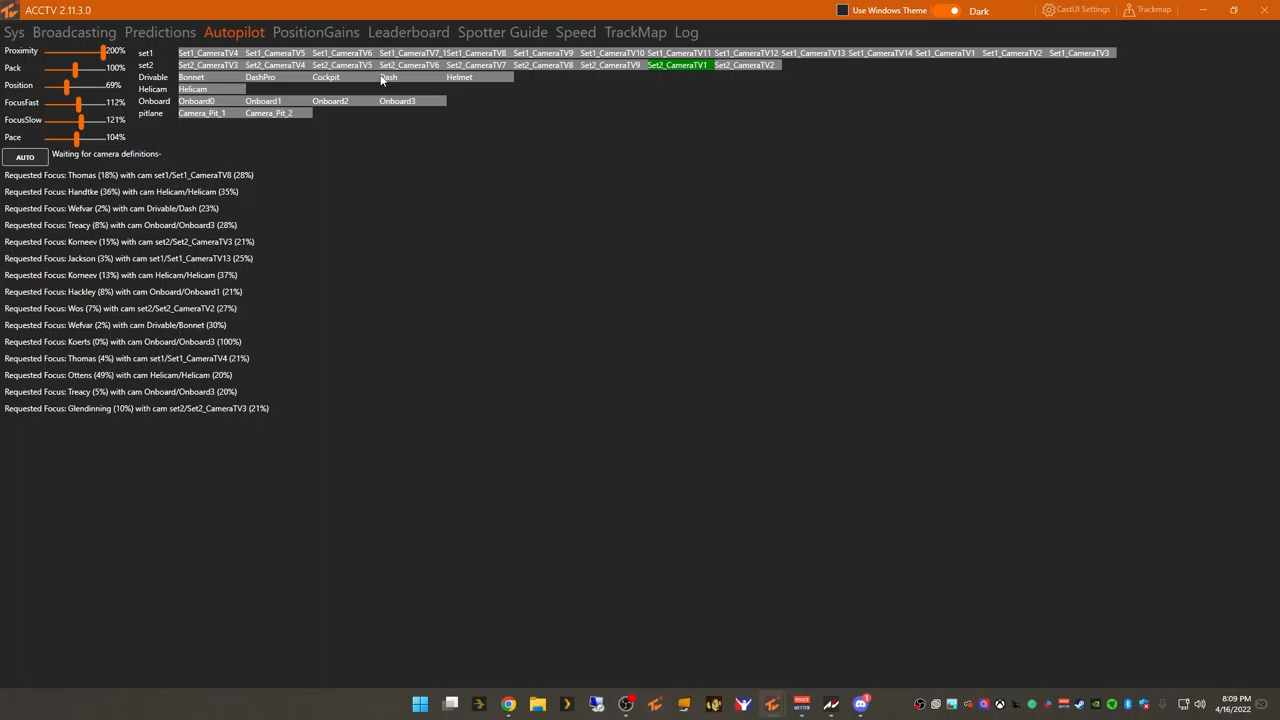 ACCTV 2.11.3.0
Use Windows Theme
Dark
CastUI Settings
Trackmap
Sys Broadcasting Predictions Autopilot PositionGains Leaderboard Spotter Guide Speed TrackMap Log
Proximity 200%
Pack 100%
Position 69%
FocusFast 112%
FocusSlow 121%
Pace 104%
set1 Set1_CameraTV4 Set1_CameraTV5 Set1_CameraTV6 Set1_CameraTV7_1 Set1_CameraTV8 Set1_CameraTV9 Set1_CameraTV10 Set1_CameraTV11 Set1_CameraTV12 Set1_CameraTV13 Set1_CameraTV14 Set1_CameraTV1 Set1_CameraTV2 Set1_CameraTV3
set2 Set2_CameraTV3 Set2_CameraTV4 Set2_CameraTV5 Set2_CameraTV6 Set2_CameraTV7 Set2_CameraTV8 Set2_CameraTV9 Set2_CameraTV1 Set2_CameraTV2
Drivable Bonnet DashPro Cockpit Dash Helmet
Helicam Helicam
Onboard Onboard0 Onboard1 Onboard2 Onboard3
pitlane Camera_Pit_1 Camera_Pit_2
AUTO Waiting for camera definitions-
Requested Focus: Thomas (18%) with cam set1/Set1_CameraTV8 (28%)
Requested Focus: Handtke (36%) with cam Helicam/Helicam (35%)
Requested Focus: Wefvar (2%) with cam Drivable/Dash (23%)
Requested Focus: Treacy (8%) with cam Onboard/Onboard3 (28%)
Requested Focus: Korneev (15%) with cam set2/Set2_CameraTV3 (21%)
Requested Focus: Jackson (3%) with cam set1/Set1_CameraTV13 (25%)
Requested Focus: Korneev (13%) with cam Helicam/Helicam (37%)
Requested Focus: Hackley (8%) with cam Onboard/Onboard1 (21%)
Requested Focus: Wos (7%) with cam set2/Set2_CameraTV2 (27%)
Requested Focus: Wefvar (2%) with cam Drivable/Bonnet (30%)
Requested Focus: Koerts (0%) with cam Onboard/Onboard3 (100%)
Requested Focus: Thomas (4%) with cam set1/Set1_CameraTV4 (21%)
Requested Focus: Ottens (49%) with cam Helicam/Helicam (20%)
Requested Focus: Treacy (5%) with cam Onboard/Onboard3 (20%)
Requested Focus: Glendinning (10%) with cam set2/Set2_CameraTV3 (21%)
8:09 PM
4/16/2022